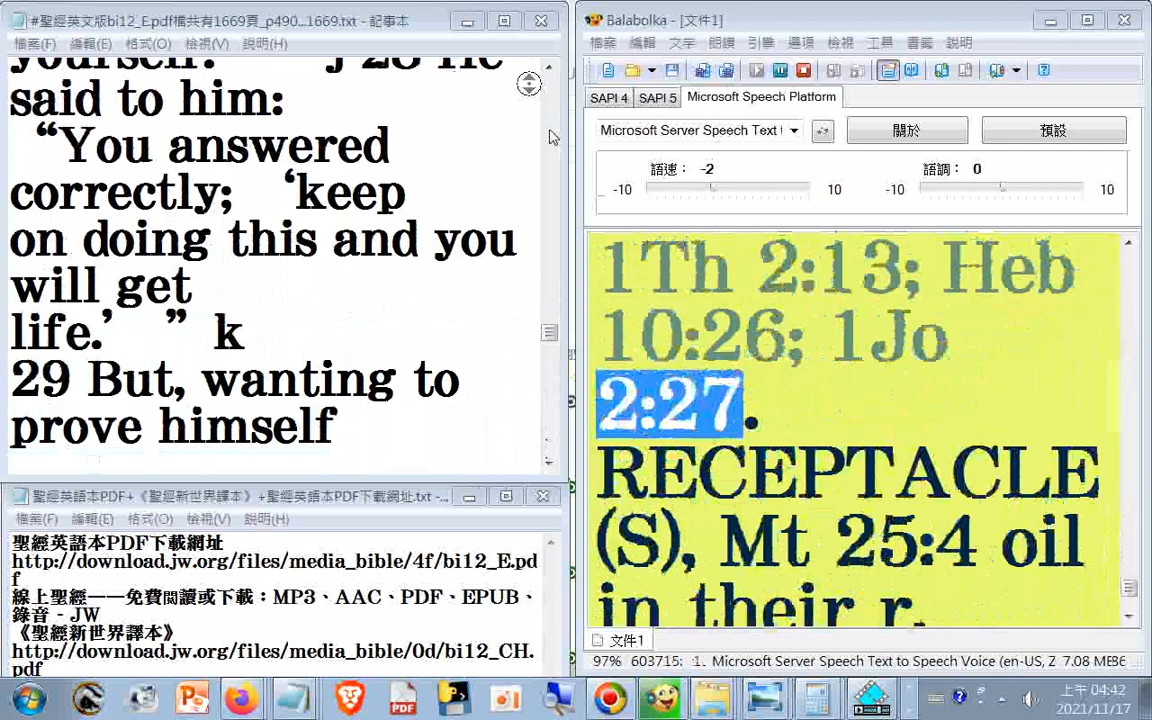 #聖經英文版bi12_E.pdf檔共有1669頁_p490...1669.txt - 記事本
檔案(F) 編輯(E) 格式(O) 檢視(V) 說明(H)
yourself.’” j 28 He
said to him:
“You answered
correctly; ‘keep
on doing this and you
will get
life.’ ” k
29 But, wanting to
prove himself
聖經英語本PDF+《聖經新世界譯本》+聖經英語本PDF下載網址.txt -...
檔案(F) 編輯(E) 格式(O) 檢視(V) 說明(H)
聖經英語本PDF下載網址
http://download.jw.org/files/media_bible/4f/bi12_E.pd
f
線上聖經──免費閱讀或下載：MP3、AAC、PDF、EPUB、
錄音 - JW
《聖經新世界譯本》
http://download.jw.org/files/media_bible/0d/bi12_CH.
pdf
Balabolka - [文件1]
檔案 編輯 文字 朗讀 引擎 選項 檢視 工具 書籤 說明
SAPI 4 SAPI 5 Microsoft Speech Platform
Microsoft Server Speech Text 關於 預設
語速： -2 語調： 0
-10 10 -10 10
1Th 2:13; Heb
10:26; 1Jo
2:27.
RECEPTACLE
(S), Mt 25:4 oil
in their r.
文件1
97% 603715: 1. Microsoft Server Speech Text to Speech Voice (en-US, Z 7.08 MB
上午 04:42
2021/11/17